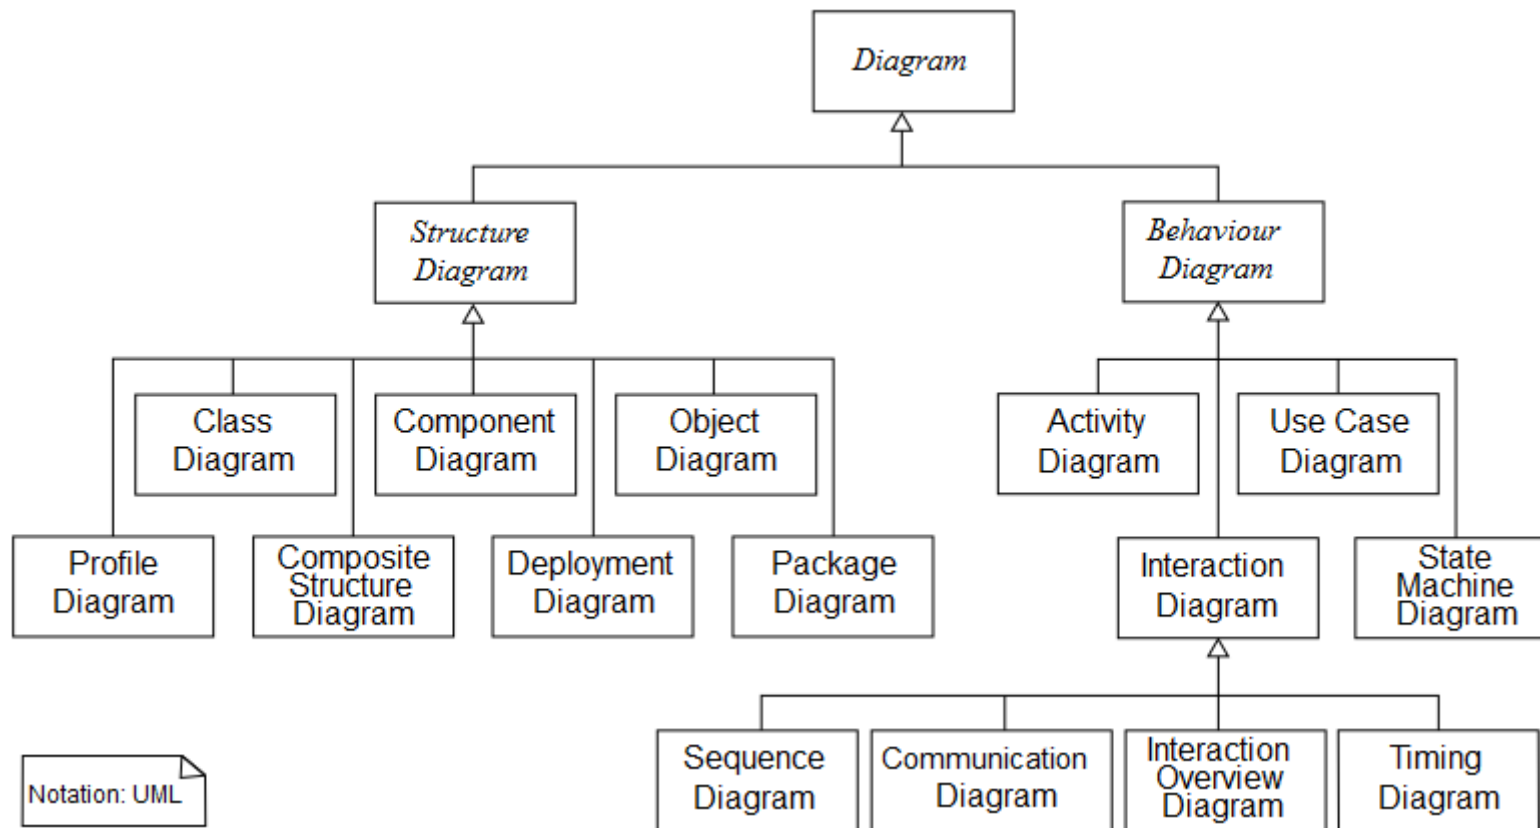 Diagram
Structure
Diagram
Behaviour
Diagram
Class
Diagram
Component
Diagram
Object
Diagram
Activity
Diagram
Use Case
Diagram
Profile
Diagram
Composite
Structure
Diagram
Deployment
Diagram
Package
Diagram
Interaction
Diagram
State
Machine
Diagram
Sequence
Diagram
Communication
Diagram
Interaction
Overview
Diagram
Timing
Diagram
Notation: UML